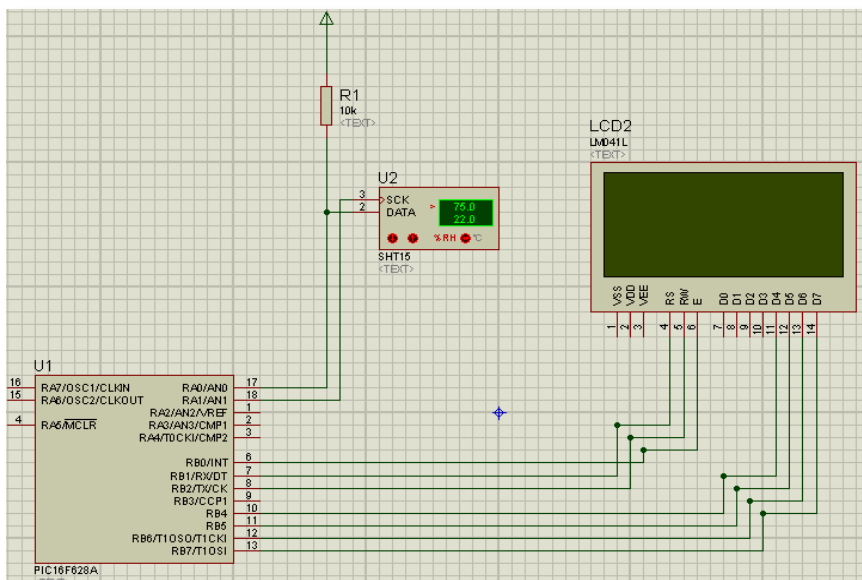 R1
10k
<TEXT>
LCD2
LM041L
<TEXT>
U2
3 SCK
2 DATA
> 75.0
22.0
%RH °C
SHT15
<TEXT>
VSS VDD VEE RS RW E D0 D1 D2 D3 D4 D5 D6 D7
1 2 3 4 5 6 7 8 9 10 11 12 13 14
U1
16 RA7/OSC1/CLKIN RA0/AN0 17
15 RA6/OSC2/CLKOUT RA1/AN1 18
RA2/AN2/VREF 1
4 RA5/MCLR RA3/AN3/CMP1 2
RA4/T0CKI/CMP2 3
RB0/INT 6
RB1/RX/DT 7
RB2/TX/CK 8
RB3/CCP1 9
RB4 10
RB5 11
RB6/T1OSO/T1CKI 12
RB7/T1OSI 13
PIC16F628A